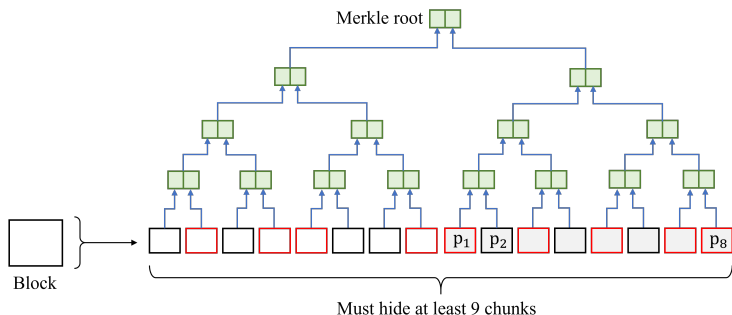 Merkle root
p₁ p₂ p₈
Block
Must hide at least 9 chunks